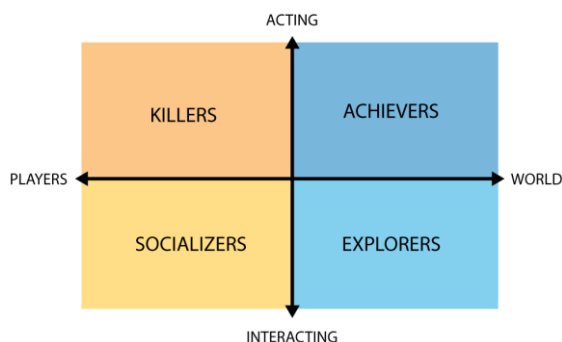 ACTING
KILLERS
ACHIEVERS
PLAYERS
WORLD
SOCIALIZERS
EXPLORERS
INTERACTING